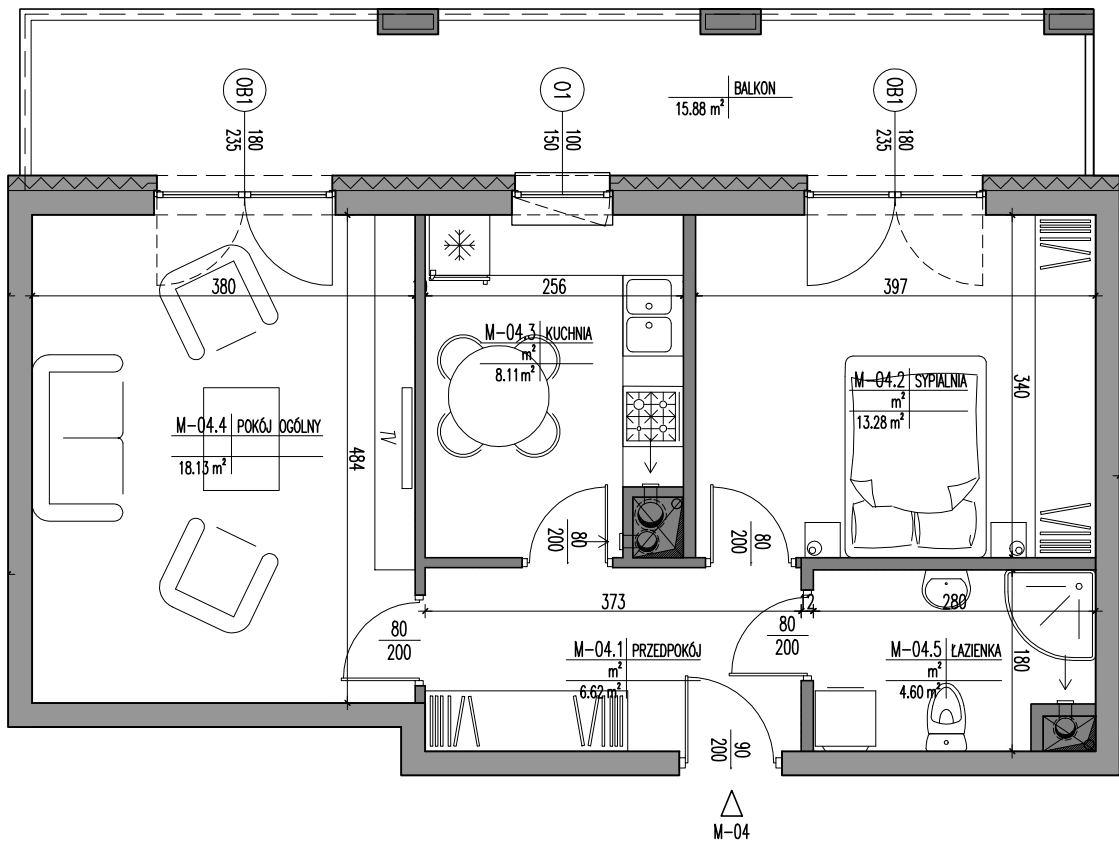 OB1
180
235
O1
100
150
BALKON
15.88 m²
OB1
180
235
380
256
397
M-04.3 KUCHNIA
m²
8.11 m²
M-04.2 SYPIALNIA
m²
13.28 m²
340
M-04.4 POKÓJ OGÓLNY
18.13 m²
484
TV
80
200
80
200
373
12
280
80
200
80
200
M-04.1 PRZEDPOKÓJ
m²
6.62 m²
M-04.5 ŁAZIENKA
m²
4.60 m²
180
90
200
M-04